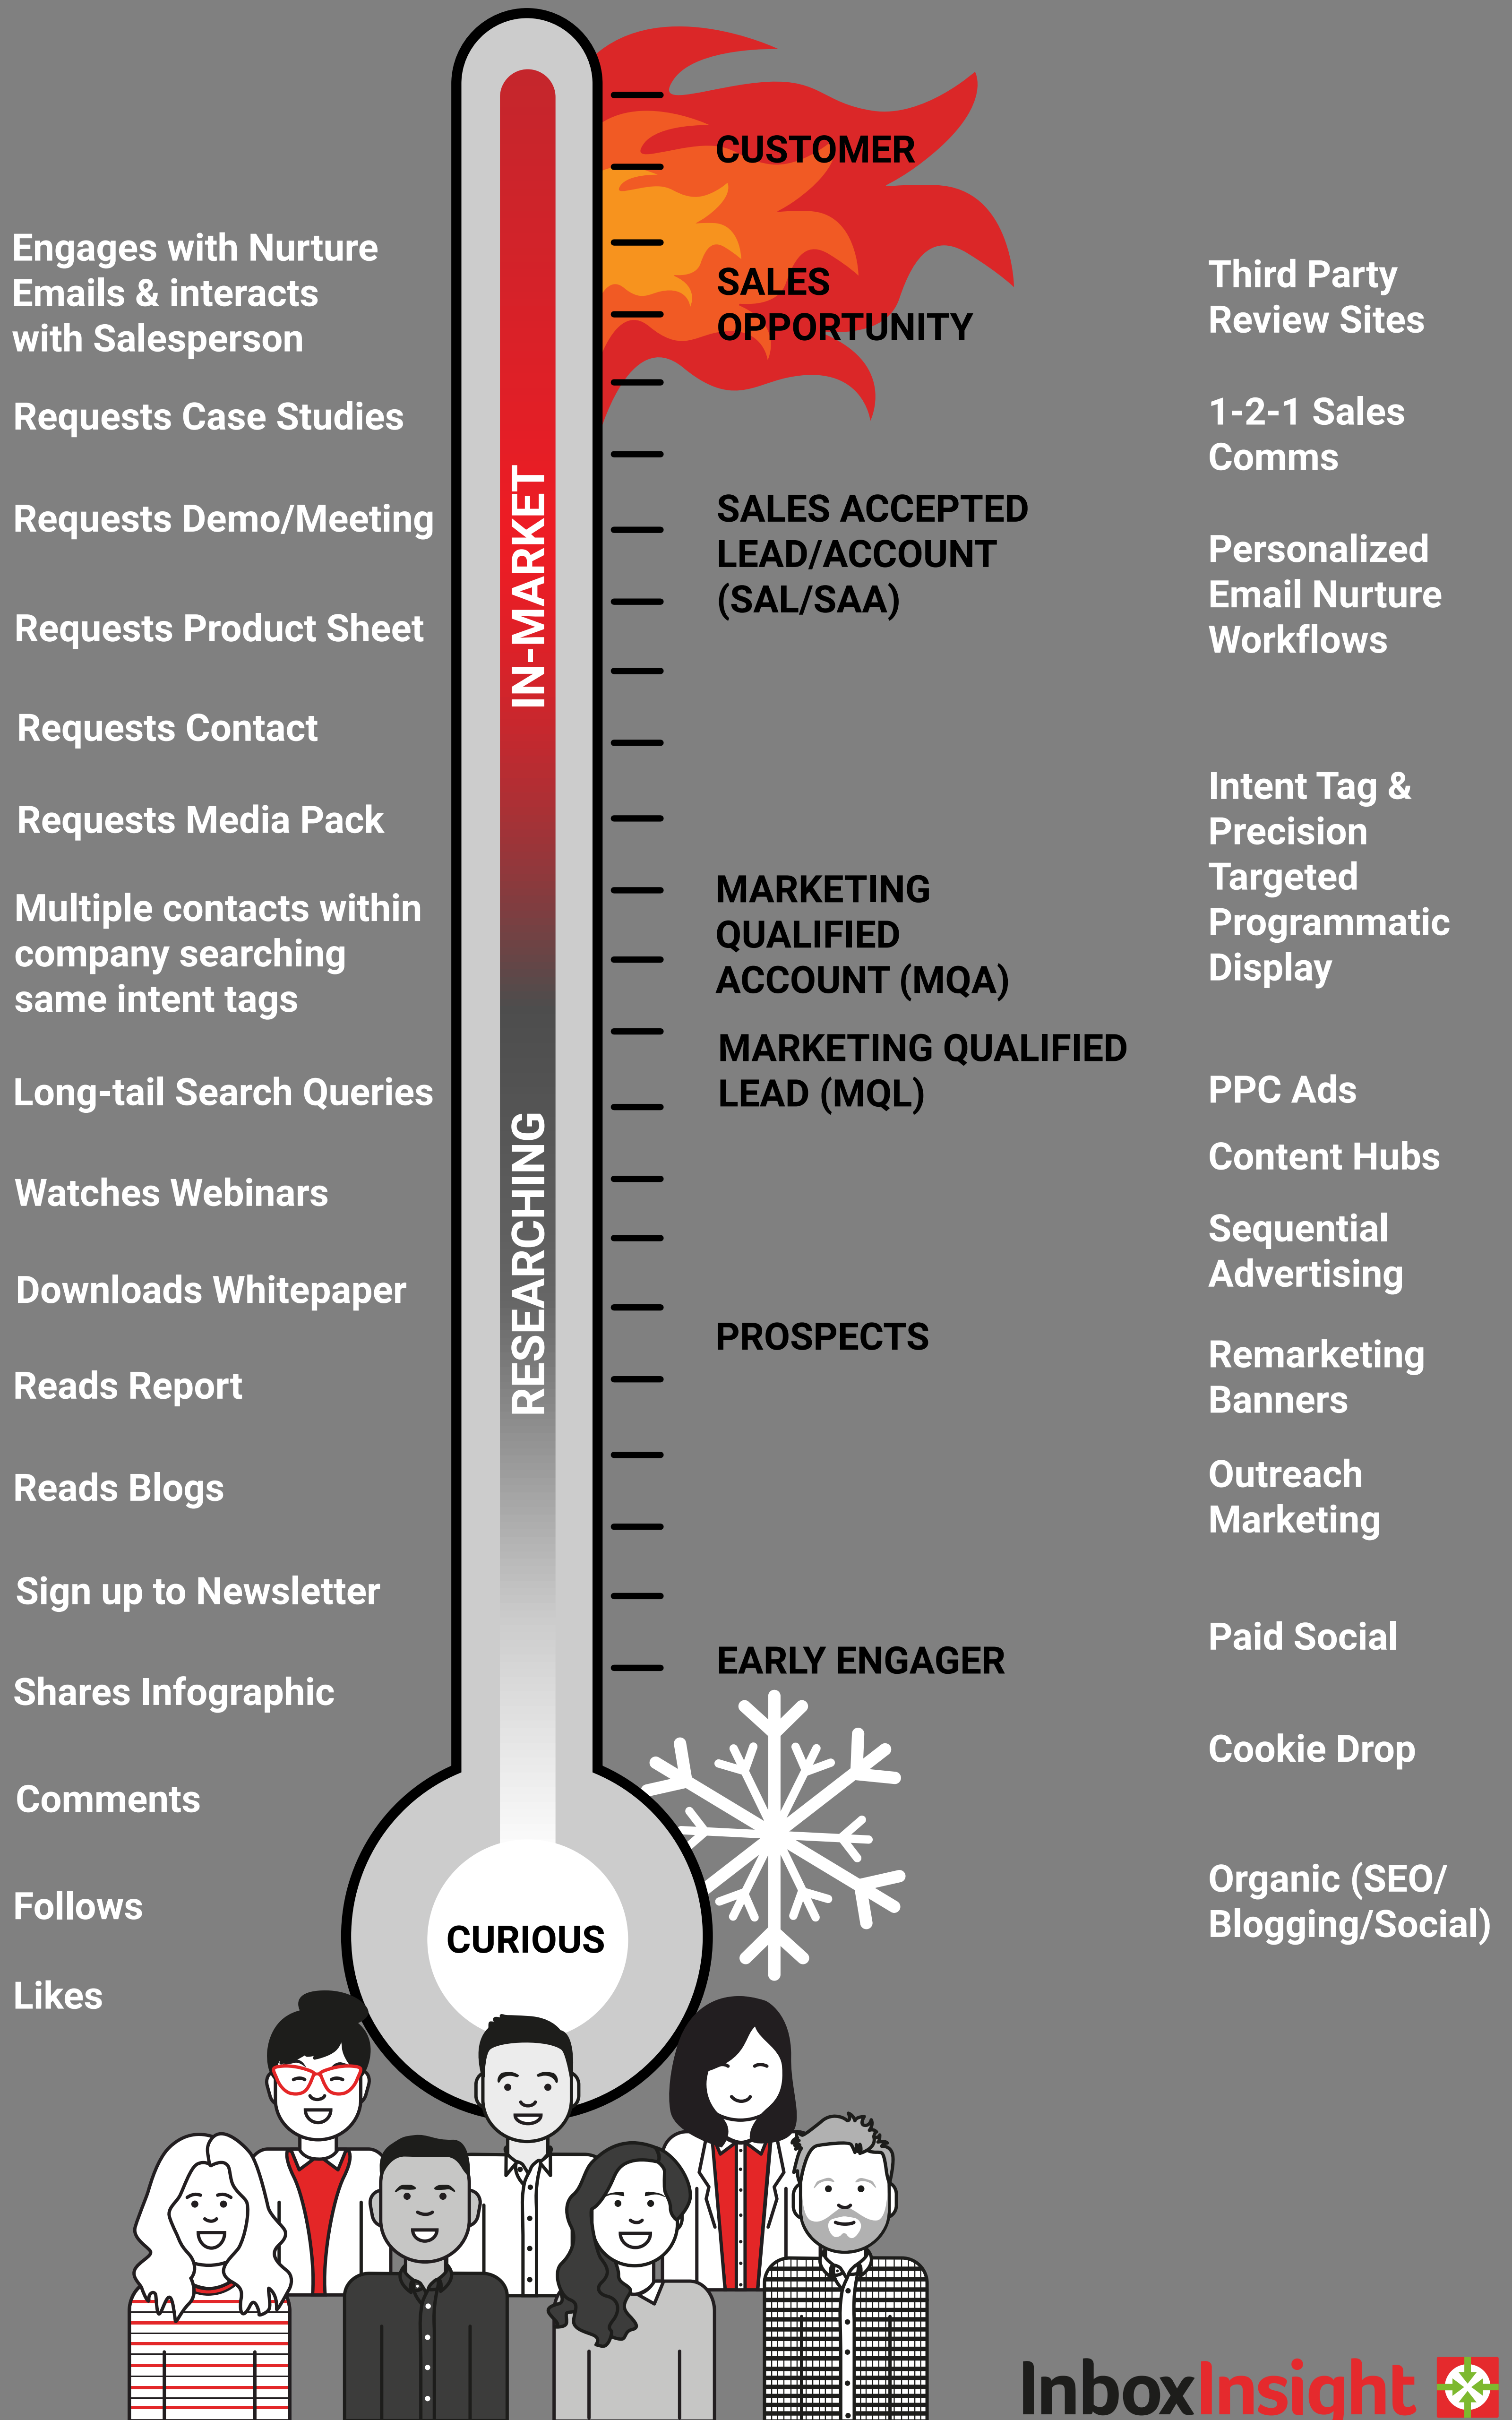 Engages with Nurture
Emails & interacts
with Salesperson
Requests Case Studies
Requests Demo/Meeting
Requests Product Sheet
Requests Contact
Requests Media Pack
Multiple contacts within
company searching
same intent tags
Long-tail Search Queries
Watches Webinars
Downloads Whitepaper
Reads Report
Reads Blogs
Sign up to Newsletter
Shares Infographic
Comments
Follows
Likes
IN-MARKET
RESEARCHING
CURIOUS
CUSTOMER
SALES
OPPORTUNITY
SALES ACCEPTED
LEAD/ACCOUNT
(SAL/SAA)
MARKETING
QUALIFIED
ACCOUNT (MQA)
MARKETING QUALIFIED
LEAD (MQL)
PROSPECTS
EARLY ENGAGER
Third Party
Review Sites
1-2-1 Sales
Comms
Personalized
Email Nurture
Workflows
Intent Tag &
Precision
Targeted
Programmatic
Display
PPC Ads
Content Hubs
Sequential
Advertising
Remarketing
Banners
Outreach
Marketing
Paid Social
Cookie Drop
Organic (SEO/
Blogging/Social)
InboxInsight